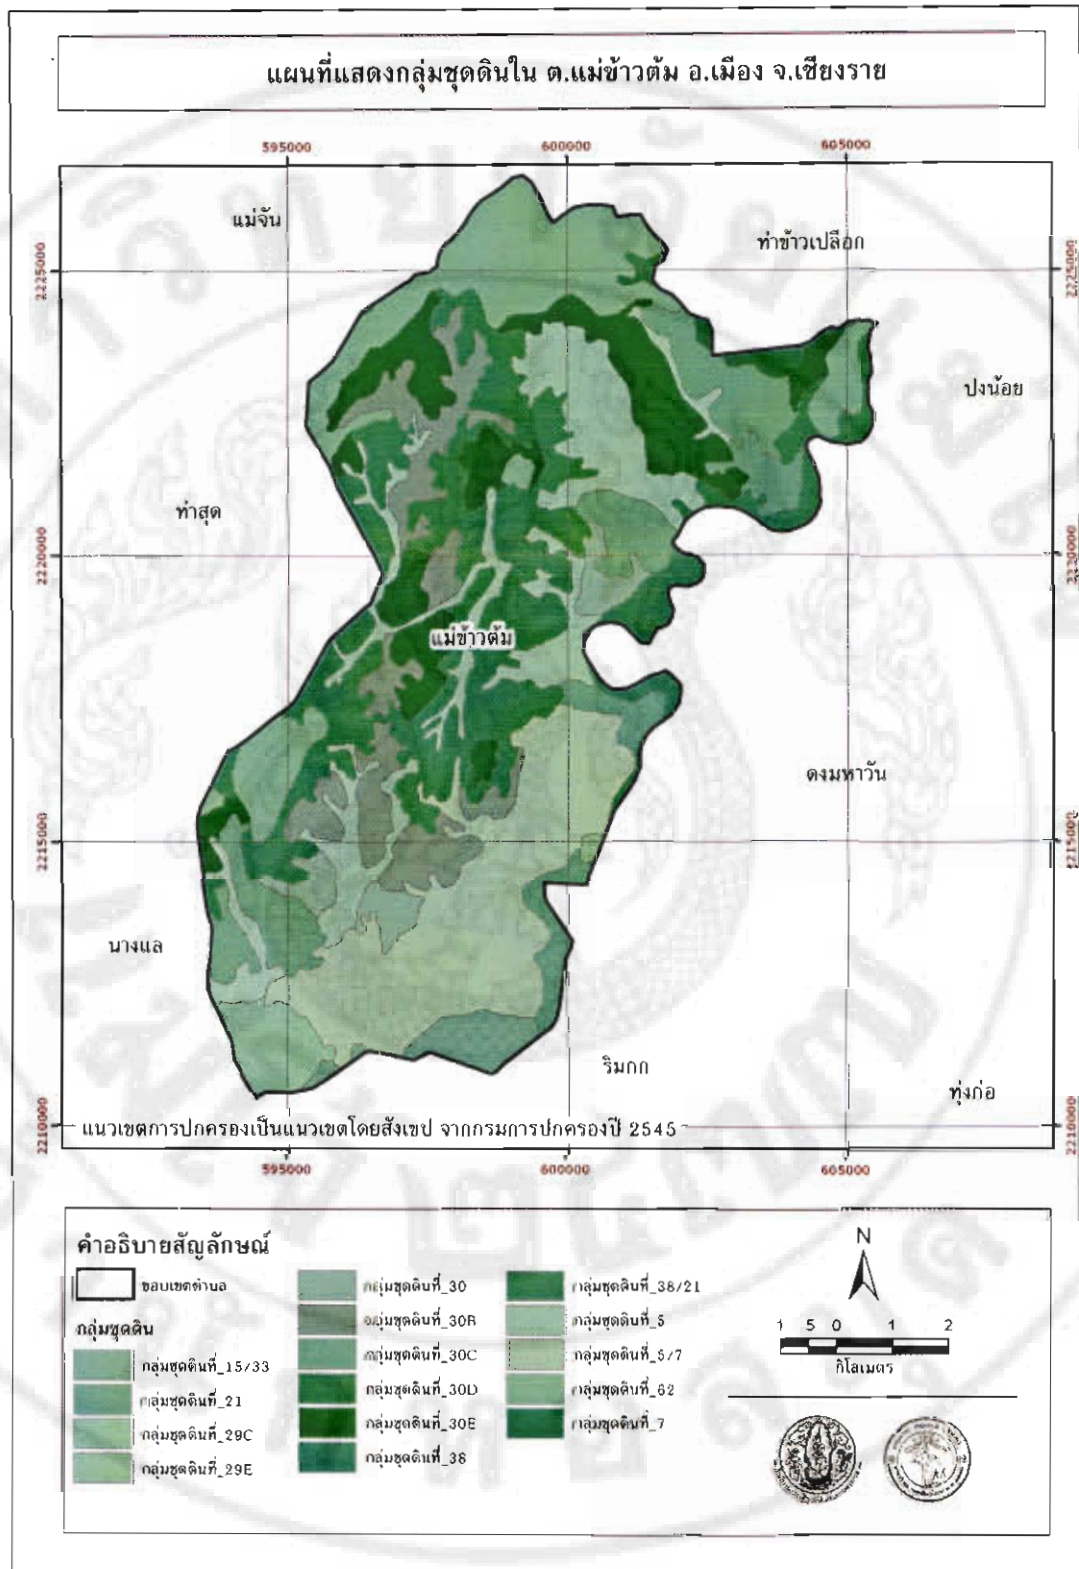 แผนที่แสดงกลุ่มชุดดินใน ต.แม่ข้าวต้ม อ.เมือง จ.เชียงราย
595000 600000 605000
แม่จัน
ท่าข้าวเปลือก
2225000 2225000
ปงน้อย
ท่าสุด
2220000 2220000
แม่ข้าวต้ม
ดงมหาวัน
2215000 2215000
นางแล
ริมกก
ทุ่งก่อ
2210000 2210000
แนวเขตการปกครองเป็นแนวเขตโดยสังเขป จากกรมการปกครองปี 2545
595000 600000 605000
คำอธิบายสัญลักษณ์
ขอบเขตตำบล
กลุ่มชุดดิน
กลุ่มชุดดินที่_15/33
กลุ่มชุดดินที่_21
กลุ่มชุดดินที่_29C
กลุ่มชุดดินที่_29E
กลุ่มชุดดินที่_30
กลุ่มชุดดินที่_30B
กลุ่มชุดดินที่_30C
กลุ่มชุดดินที่_30D
กลุ่มชุดดินที่_30E
กลุ่มชุดดินที่_38
กลุ่มชุดดินที่_38/21
กลุ่มชุดดินที่_5
กลุ่มชุดดินที่_5/7
กลุ่มชุดดินที่_62
กลุ่มชุดดินที่_7
N
1 5 0 1 2
กิโลเมตร